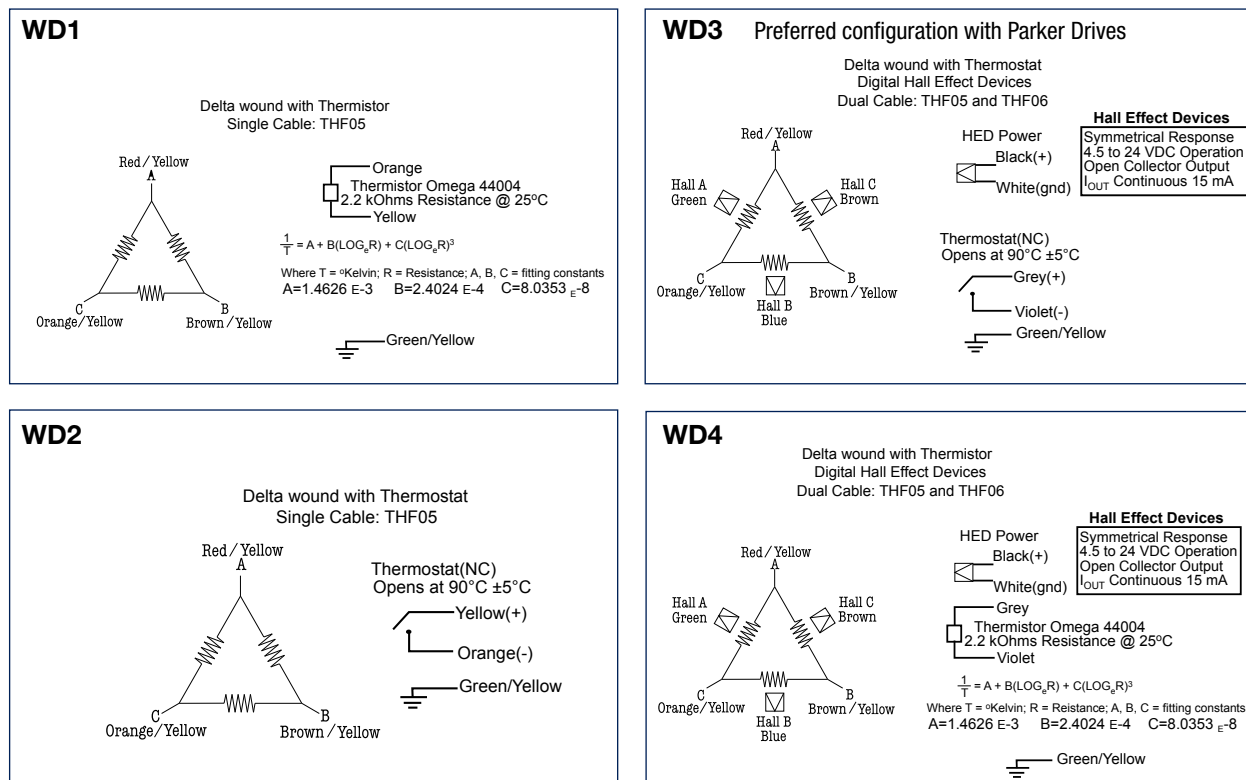 WD1
Delta wound with Thermistor
Single Cable: THF05
Red/Yellow
A
C
Orange/Yellow
B
Brown/Yellow
Orange
Thermistor Omega 44004
2.2 kOhms Resistance @ 25ºC
Yellow
1/T = A + B(LOGeR) + C(LOGeR)³
Where T = ºKelvin; R = Resistance; A, B, C = fitting constants
A=1.4626 E-3 B=2.4024 E-4 C=8.0353 E-8
Green/Yellow
WD3 Preferred configuration with Parker Drives
Delta wound with Thermostat
Digital Hall Effect Devices
Dual Cable: THF05 and THF06
Red/Yellow
A
Hall A
Green
Hall C
Brown
C
Orange/Yellow
Hall B
Blue
B
Brown/Yellow
HED Power
Black(+)
White(gnd)
Hall Effect Devices
Symmetrical Response
4.5 to 24 VDC Operation
Open Collector Output
IOUT Continuous 15 mA
Thermostat(NC)
Opens at 90°C ±5°C
Grey(+)
Violet(-)
Green/Yellow
WD2
Delta wound with Thermostat
Single Cable: THF05
Red/Yellow
A
C
Orange/Yellow
B
Brown/Yellow
Thermostat(NC)
Opens at 90°C ±5°C
Yellow(+)
Orange(-)
Green/Yellow
WD4
Delta wound with Thermistor
Digital Hall Effect Devices
Dual Cable: THF05 and THF06
Red/Yellow
A
Hall A
Green
Hall C
Brown
C
Orange/Yellow
Hall B
Blue
B
Brown/Yellow
HED Power
Black(+)
White(gnd)
Hall Effect Devices
Symmetrical Response
4.5 to 24 VDC Operation
Open Collector Output
IOUT Continuous 15 mA
Grey
Thermistor Omega 44004
2.2 kOhms Resistance @ 25ºC
Violet
1/T = A + B(LOGeR) + C(LOGeR)³
Where T = ºKelvin; R = Reistance; A, B, C = fitting constants
A=1.4626 E-3 B=2.4024 E-4 C=8.0353 E-8
Green/Yellow